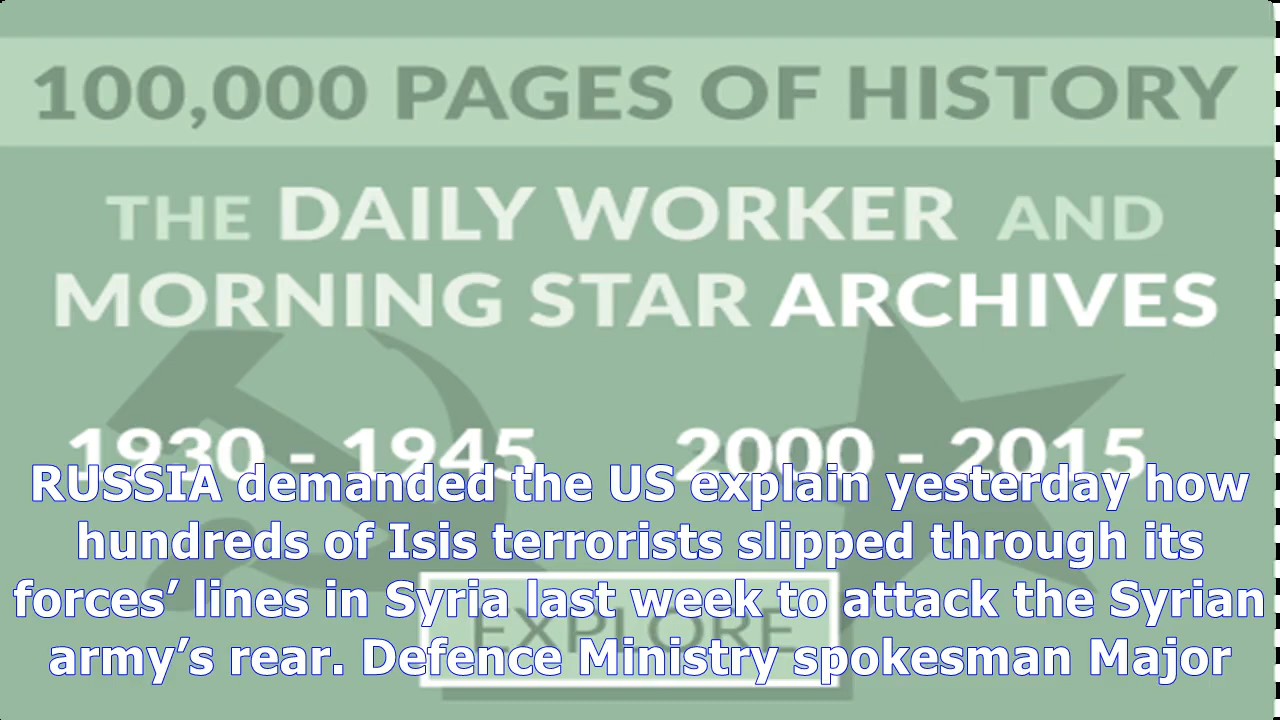 100,000 PAGES OF HISTORY
THE DAILY WORKER AND
MORNING STAR ARCHIVES
1930 - 1945 2000 - 2015
RUSSIA demanded the US explain yesterday how
hundreds of Isis terrorists slipped through its
forces’ lines in Syria last week to attack the Syrian
EXPLORE
army’s rear. Defence Ministry spokesman Major